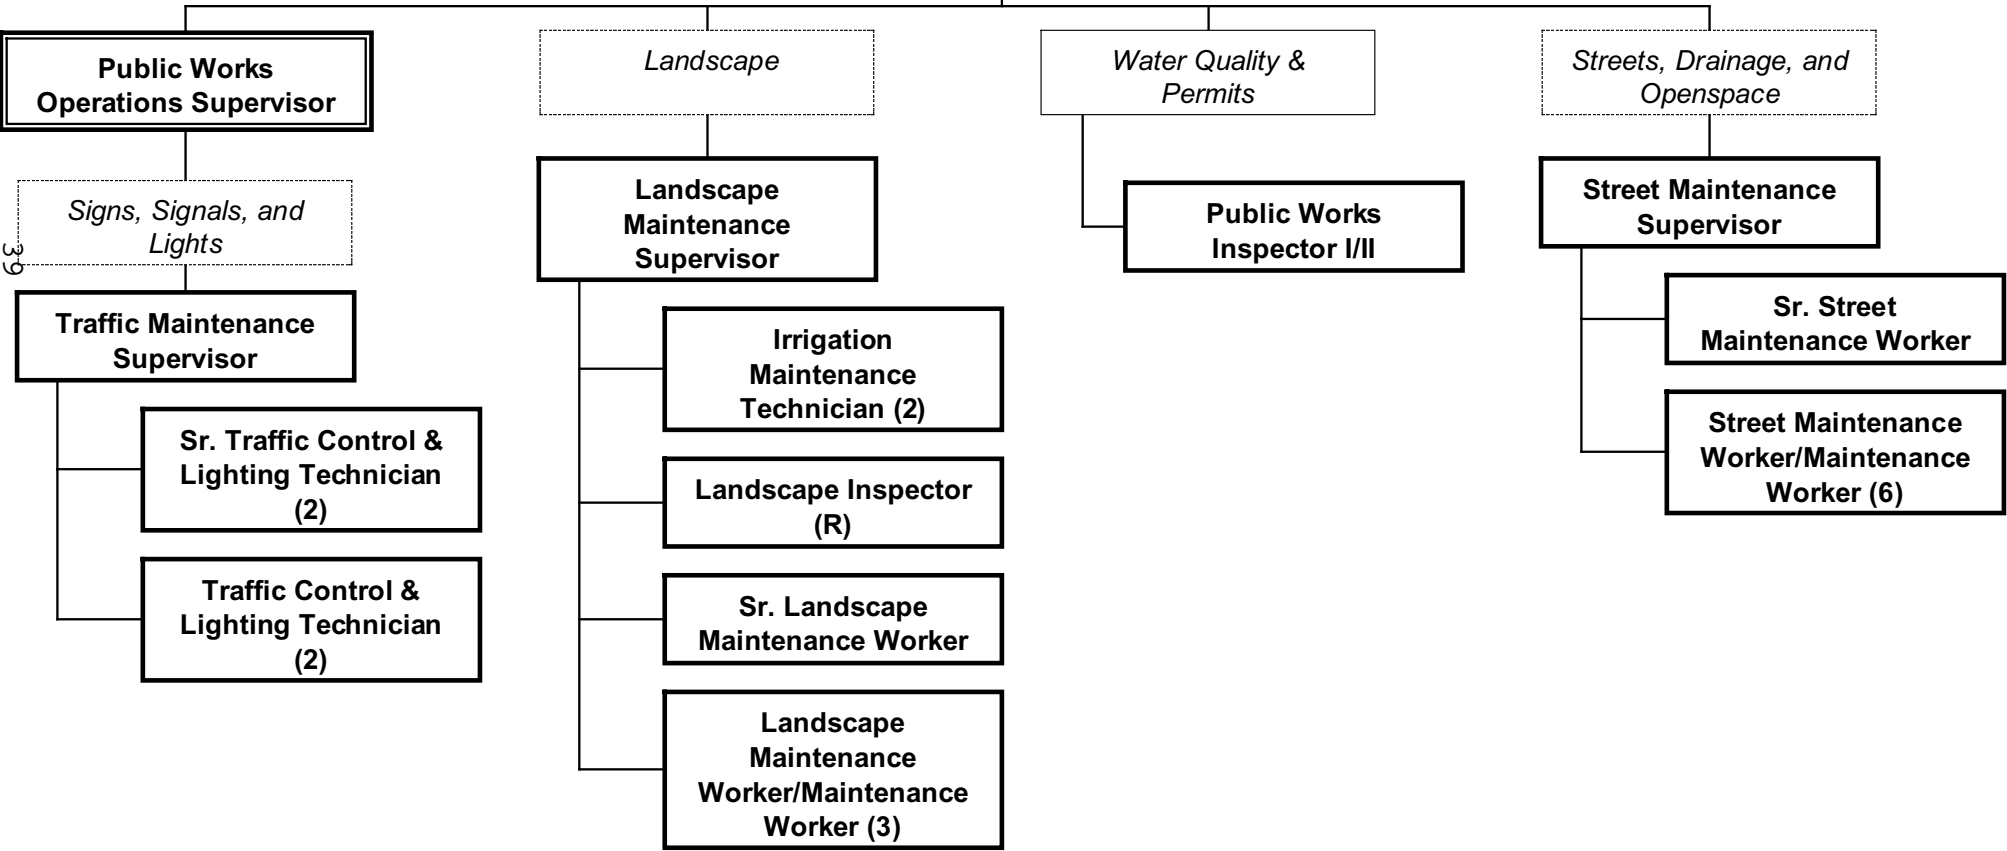 Public Works
Operations Supervisor
Signs, Signals, and
Lights
39
Traffic Maintenance
Supervisor
Sr. Traffic Control &
Lighting Technician
(2)
Traffic Control &
Lighting Technician
(2)
Landscape
Landscape
Maintenance
Supervisor
Irrigation
Maintenance
Technician (2)
Landscape Inspector
(R)
Sr. Landscape
Maintenance Worker
Landscape
Maintenance
Worker/Maintenance
Worker (3)
Water Quality &
Permits
Public Works
Inspector I/II
Streets, Drainage, and
Openspace
Street Maintenance
Supervisor
Sr. Street
Maintenance Worker
Street Maintenance
Worker/Maintenance
Worker (6)